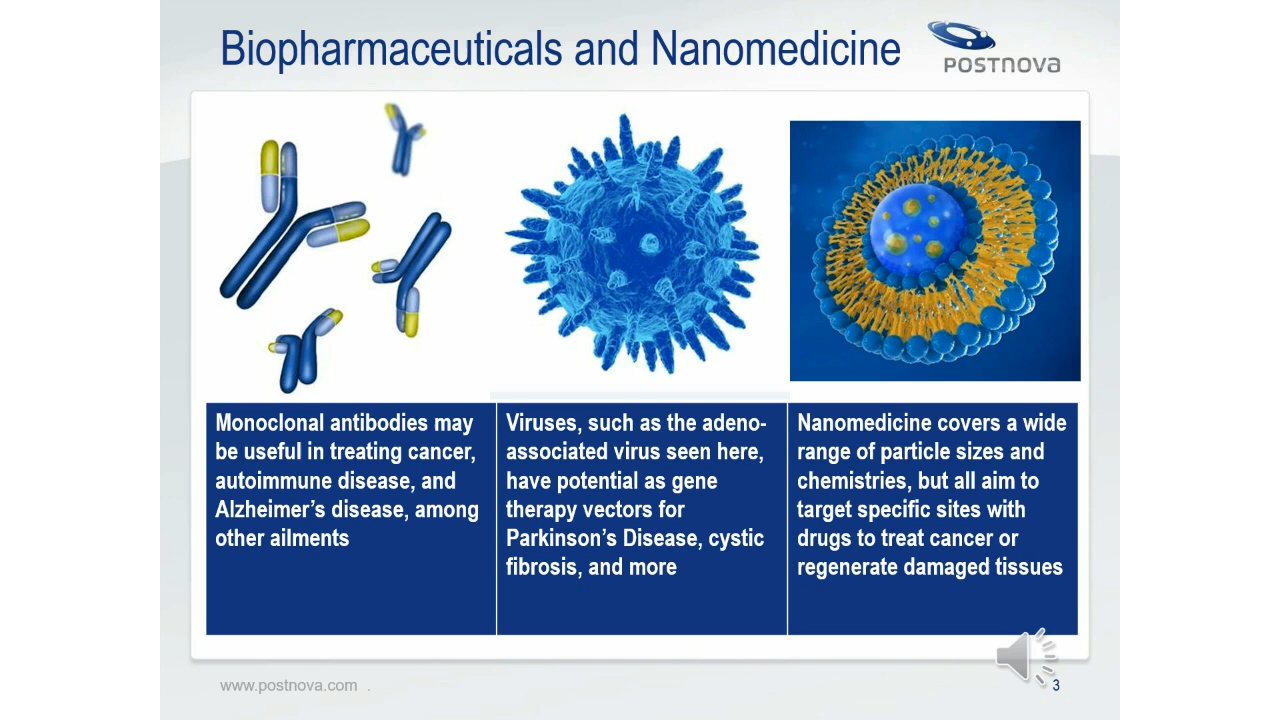 Biopharmaceuticals and Nanomedicine
POSTNOVA
Monoclonal antibodies may
be useful in treating cancer,
autoimmune disease, and
Alzheimer’s disease, among
other ailments
Viruses, such as the adeno-
associated virus seen here,
have potential as gene
therapy vectors for
Parkinson’s Disease, cystic
fibrosis, and more
Nanomedicine covers a wide
range of particle sizes and
chemistries, but all aim to
target specific sites with
drugs to treat cancer or
regenerate damaged tissues
www.postnova.com .
3